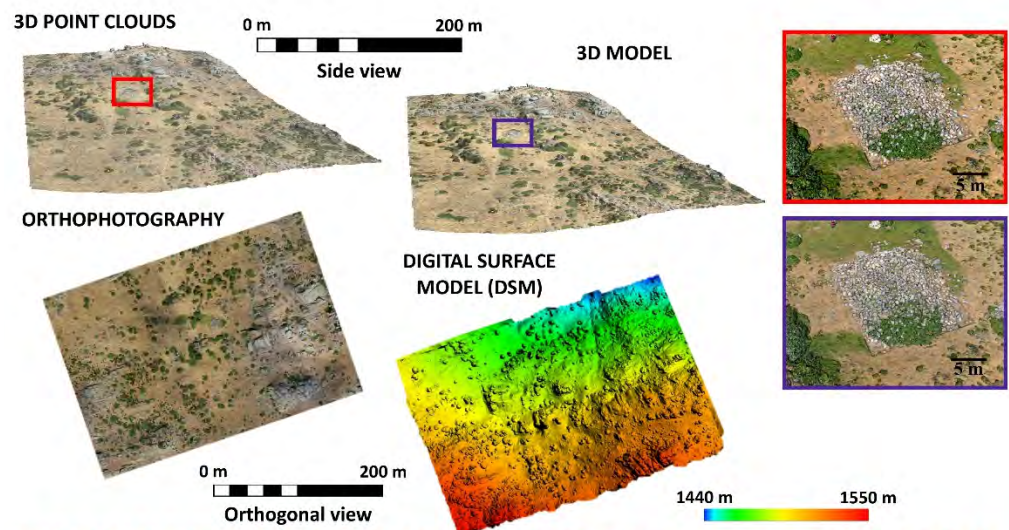 3D POINT CLOUDS
0 m 200 m
Side view
3D MODEL
5 m
ORTHOPHOTOGRAPHY
DIGITAL SURFACE
MODEL (DSM)
5 m
0 m 200 m
Orthogonal view
1440 m 1550 m